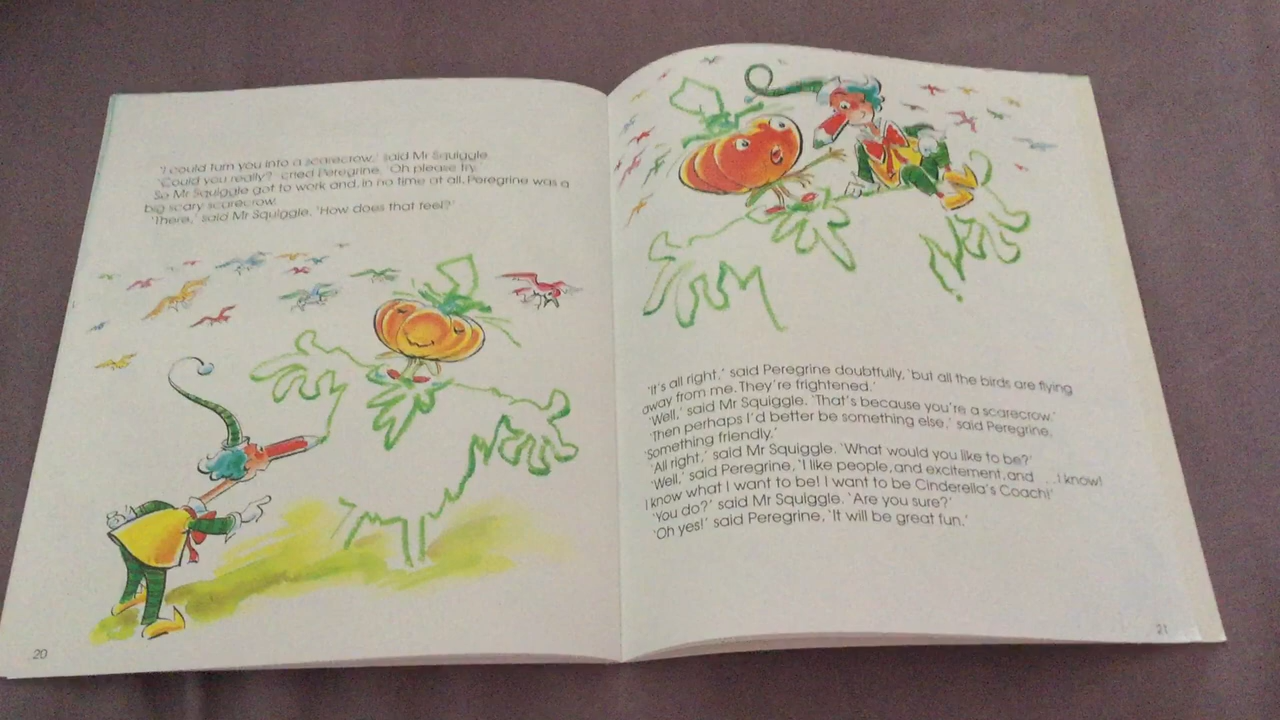 'I could turn you into a scarecrow,' said Mr Squiggle.
'Could you really?' cried Peregrine. 'Oh please try.'
So Mr Squiggle got to work and, in no time at all, Peregrine was a
big scary scarecrow.
'There,' said Mr Squiggle. 'How does that feel?'
20
'It's all right,' said Peregrine doubtfully, 'but all the birds are flying
away from me. They're frightened.'
'Well,' said Mr Squiggle. 'That's because you're a scarecrow.'
'Then perhaps I'd better be something else,' said Peregrine,
'Something friendly.'
'All right,' said Mr Squiggle. 'What would you like to be?'
'Well,' said Peregrine, 'I like people, and excitement, and ... I know!
I know what I want to be! I want to be Cinderella's Coach!'
'You do?' said Mr Squiggle. 'Are you sure?'
'Oh yes!' said Peregrine, 'It will be great fun.'
21